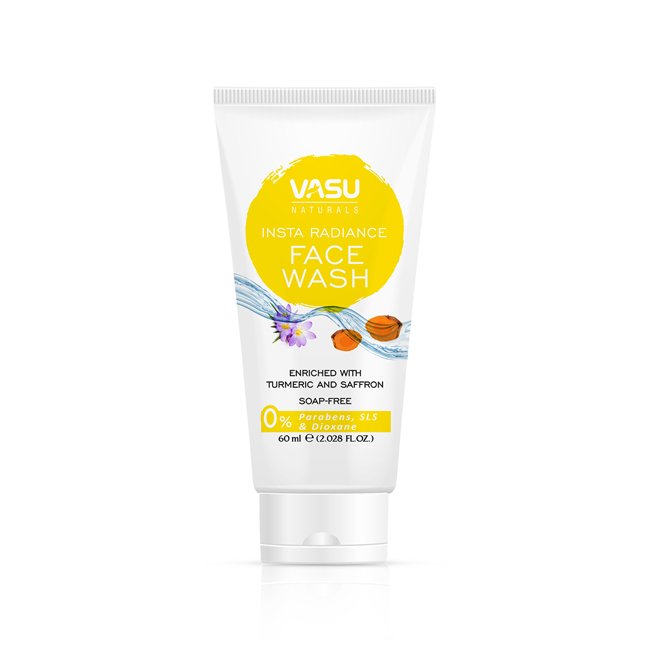 VASU
NATURALS
INSTA RADIANCE
FACE
WASH
ENRICHED WITH
TURMERIC AND SAFFRON
SOAP-FREE
0% Parabens, SLS
& Dioxane
60 ml ℮ (2.028 FL.OZ.)